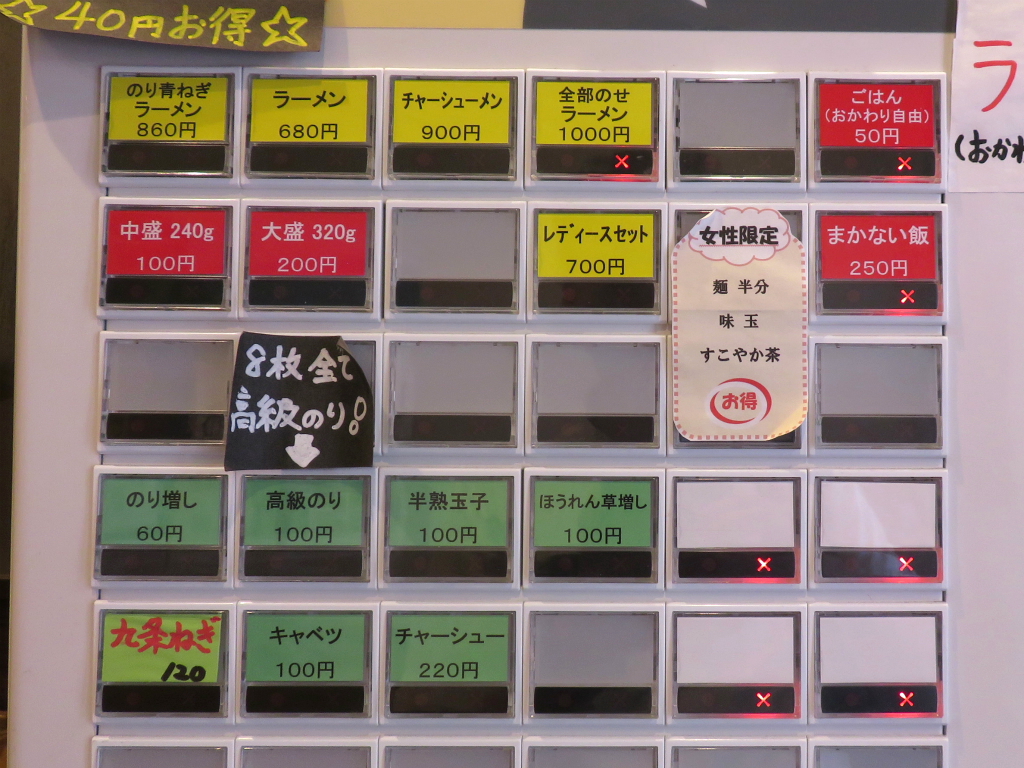 ☆40円お得☆
のり青ねぎ
ラーメン
860円
ラーメン
680円
チャーシューメン
900円
全部のせ
ラーメン
1000円
ごはん
(おかわり自由)
50円
ラ
(おかわ
中盛 240g
100円
大盛 320g
200円
レディースセット
700円
女性限定
麺 半分
味 玉
すこやか茶
お得
まかない飯
250円
8枚全て
高級のり!
のり増し
60円
高級のり
100円
半熟玉子
100円
ほうれん草増し
100円
九条ねぎ
120
キャベツ
100円
チャーシュー
220円